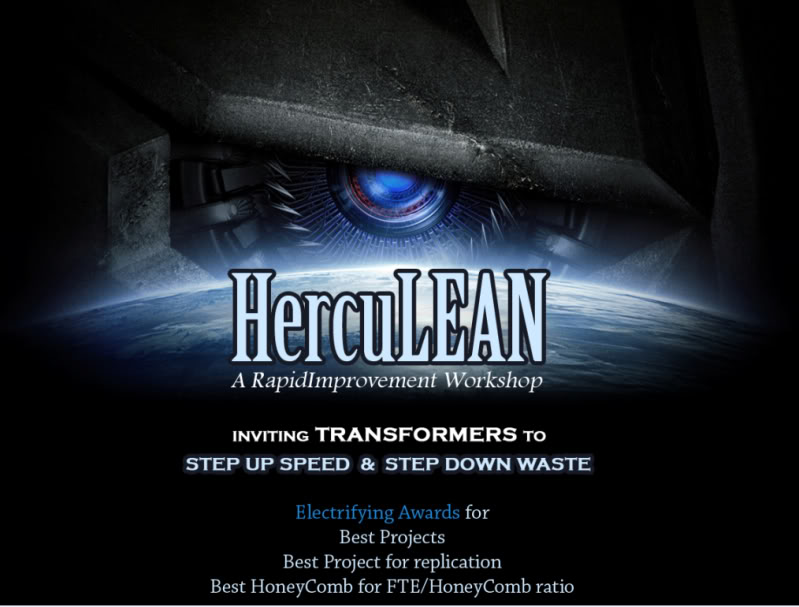 HercuLEAN
A RapidImprovement Workshop
INVITING TRANSFORMERS TO
STEP UP SPEED & STEP DOWN WASTE
Electrifying Awards for
Best Projects
Best Project for replication
Best HoneyComb for FTE/HoneyComb ratio